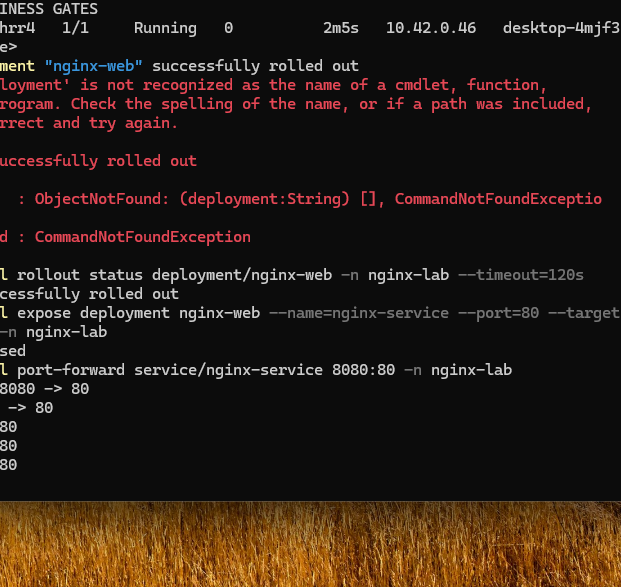 INESS GATES
hrr4 1/1 Running 0 2m5s 10.42.0.46 desktop-4mjf3
e>
ment "nginx-web" successfully rolled out
loyment' is not recognized as the name of a cmdlet, function,
rogram. Check the spelling of the name, or if a path was included,
rrect and try again.
uccessfully rolled out
: ObjectNotFound: (deployment:String) [], CommandNotFoundExceptio
d : CommandNotFoundException
l rollout status deployment/nginx-web -n nginx-lab --timeout=120s
cessfully rolled out
l expose deployment nginx-web --name=nginx-service --port=80 --target
-n nginx-lab
sed
l port-forward service/nginx-service 8080:80 -n nginx-lab
8080 -> 80
-> 80
80
80
80